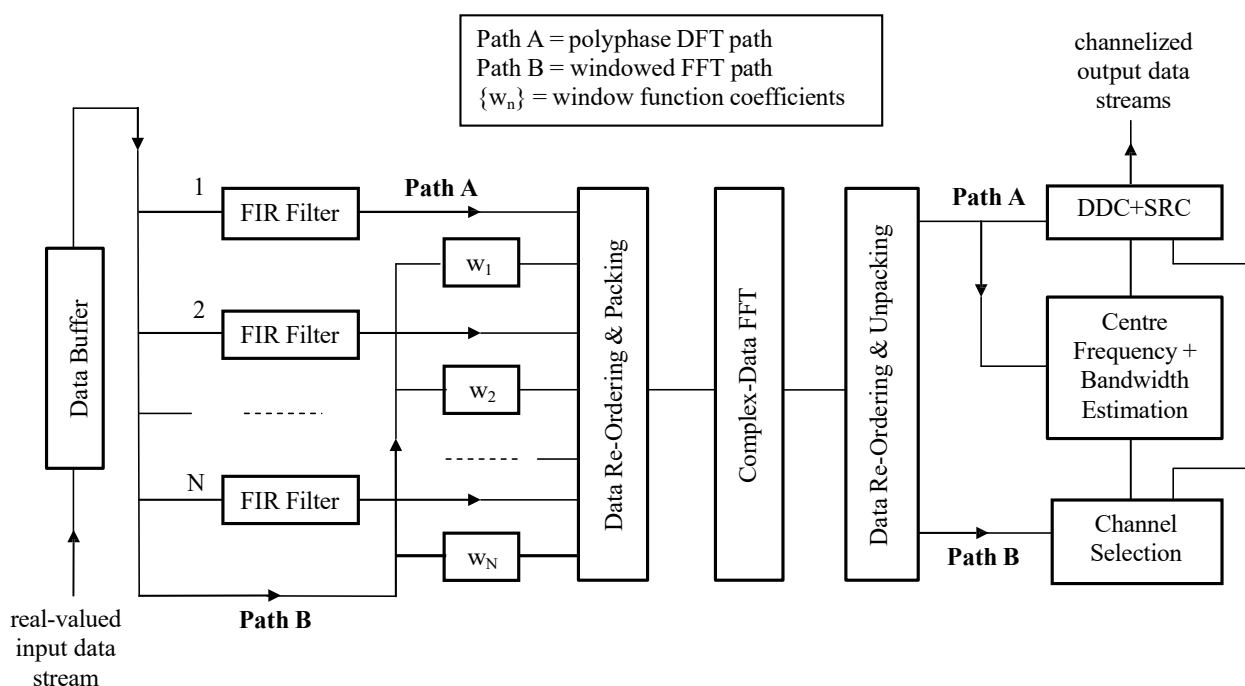 Path A = polyphase DFT path
Path B = windowed FFT path
{wn} = window function coefficients
channelized
output data
streams
Data Buffer
1
FIR Filter
Path A
w1
2
FIR Filter
w2
N
FIR Filter
wN
Path B
real-valued
input data
stream
Data Re-Ordering & Packing
Complex-Data FFT
Data Re-Ordering & Unpacking
Path A
DDC+SRC
Centre
Frequency +
Bandwidth
Estimation
Path B
Channel
Selection